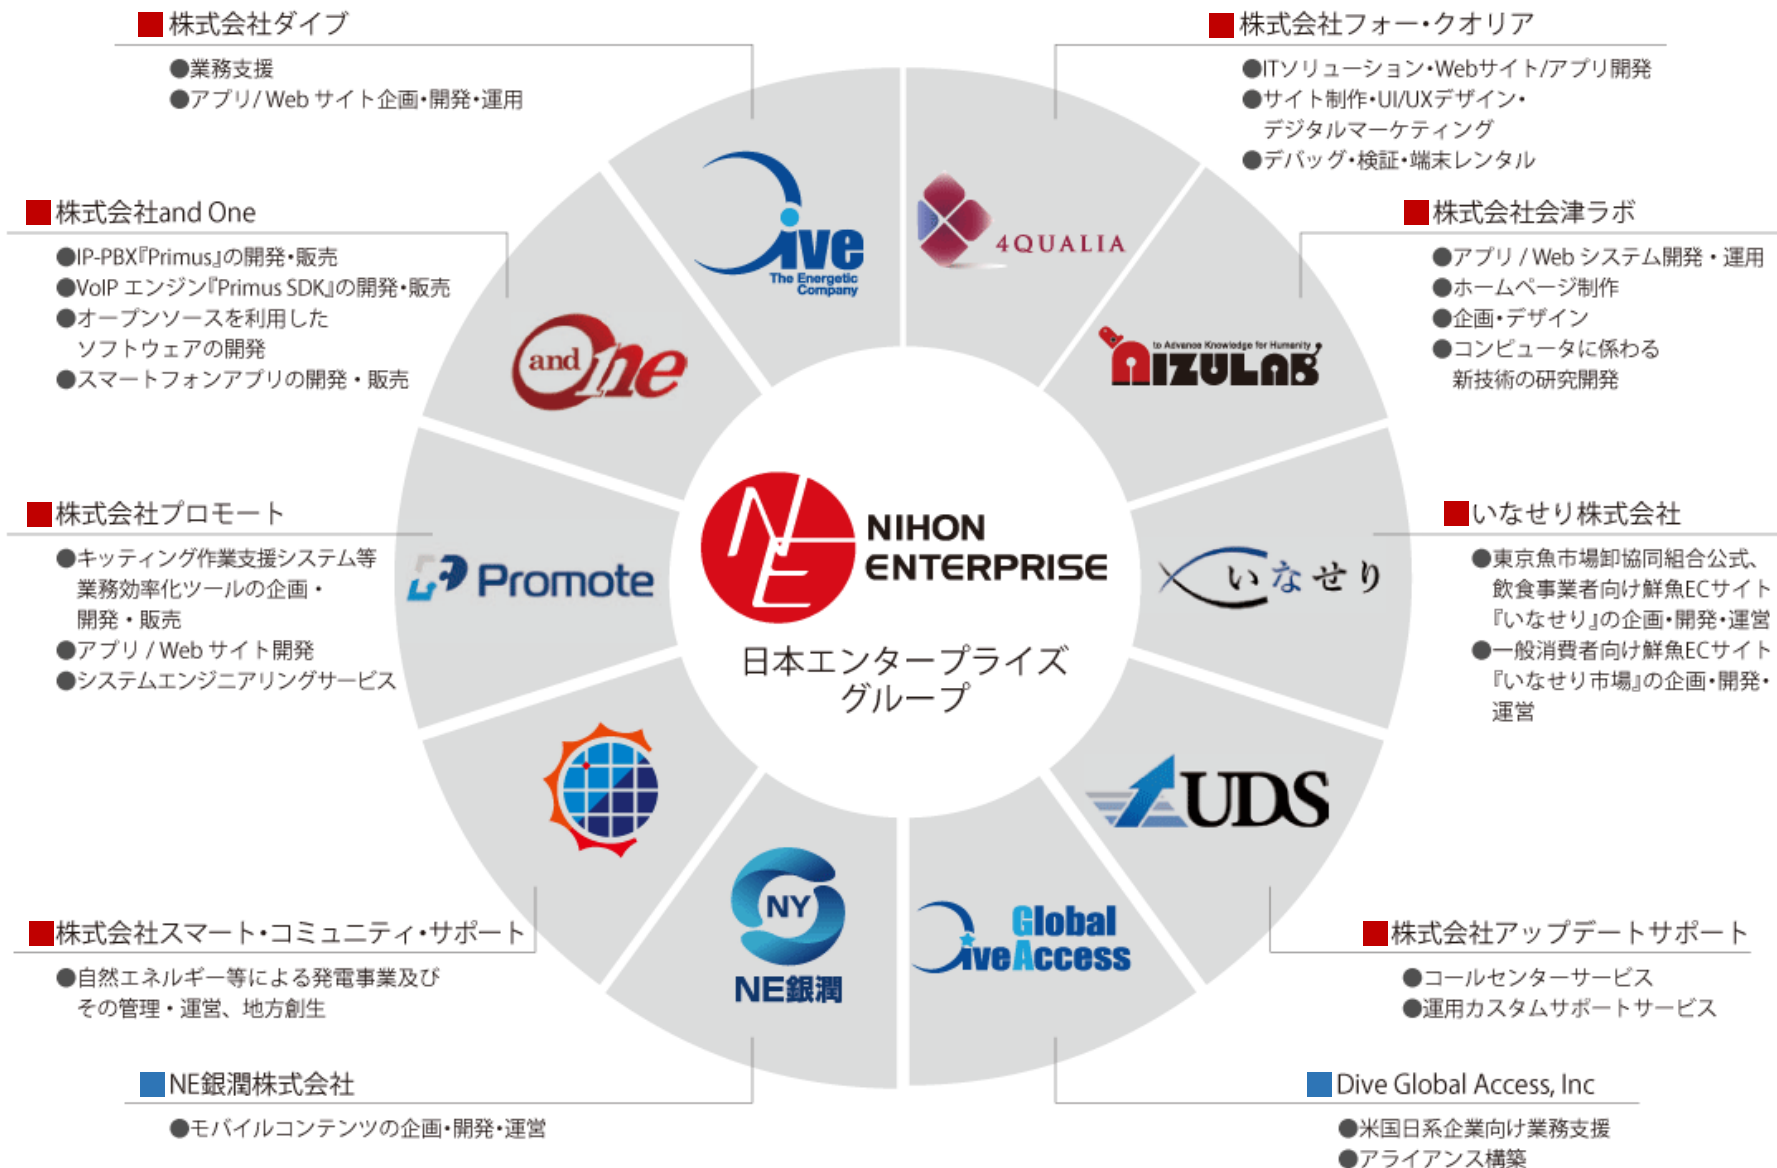 株式会社ダイブ
●業務支援
●アプリ/ Web サイト企画・開発・運用
株式会社フォー・クオリア
●ITソリューション・Webサイト/アプリ開発
●サイト制作・UI/UXデザイン・
デジタルマーケティング
●デバッグ・検証・端末レンタル
株式会社and One
●IP-PBX『Primus』の開発・販売
●VoIP エンジン『Primus SDK』の開発・販売
●オープンソースを利用した
ソフトウェアの開発
●スマートフォンアプリの開発・販売
株式会社会津ラボ
●アプリ / Web システム開発・運用
●ホームページ制作
●企画・デザイン
●コンピュータに係わる
新技術の研究開発
株式会社プロモート
●キッティング作業支援システム等
業務効率化ツールの企画・
開発・販売
●アプリ / Web サイト開発
●システムエンジニアリングサービス
いなせり株式会社
●東京魚市場卸協同組合公式、
飲食事業者向け鮮魚ECサイト
『いなせり』の企画・開発・運営
●一般消費者向け鮮魚ECサイト
『いなせり市場』の企画・開発・
運営
株式会社スマート・コミュニティ・サポート
●自然エネルギー等による発電事業及び
その管理・運営、地方創生
株式会社アップデートサポート
●コールセンターサービス
●運用カスタムサポートサービス
NE銀潤株式会社
●モバイルコンテンツの企画・開発・運営
Dive Global Access, Inc
●米国日系企業向け業務支援
●アライアンス構築
Dive
The Energetic
Company
4QUALIA
and One
to Advance Knowledge for Humanity
AIZULAB
Promote
NE
NIHON
ENTERPRISE
日本エンタープライズ
グループ
いなせり
UDS
NY
NE銀潤
Global
Dive Access